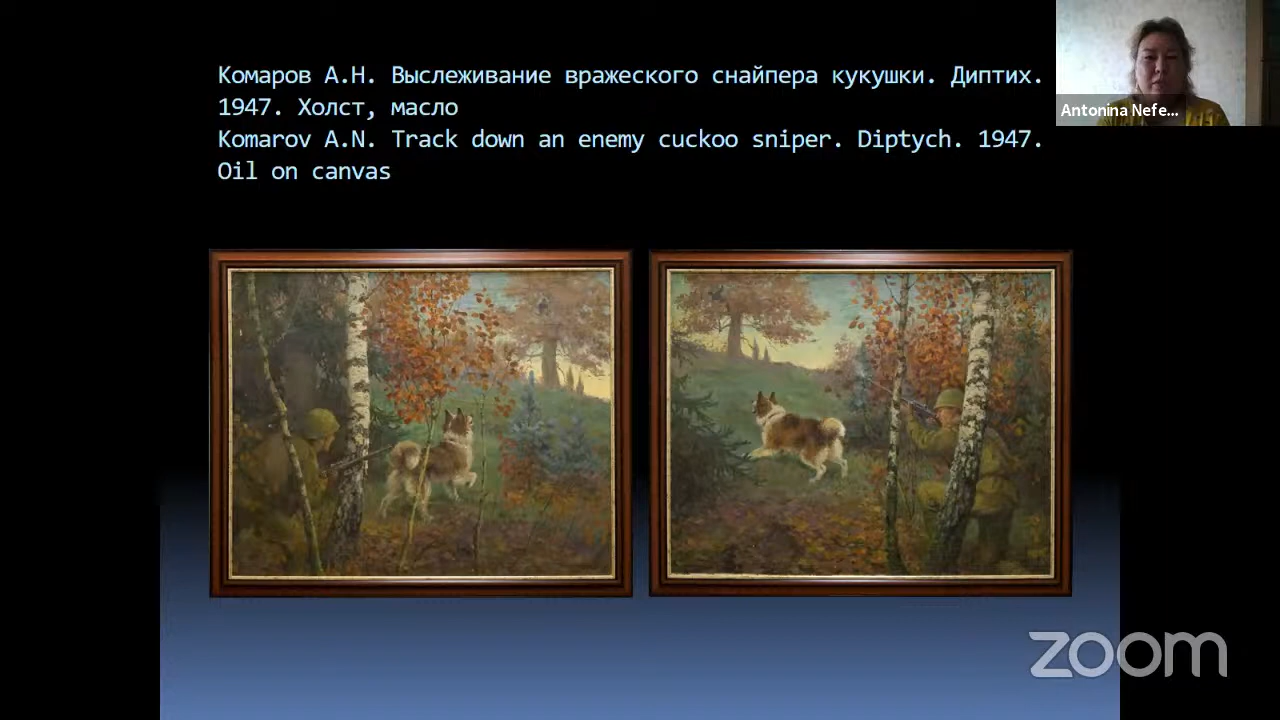 Комаров А.Н. Выслеживание вражеского снайпера кукушки. Диптих.
1947. Холст, масло
Komarov A.N. Track down an enemy cuckoo sniper. Diptych. 1947.
Oil on canvas
Antonina Nefe...
zoom